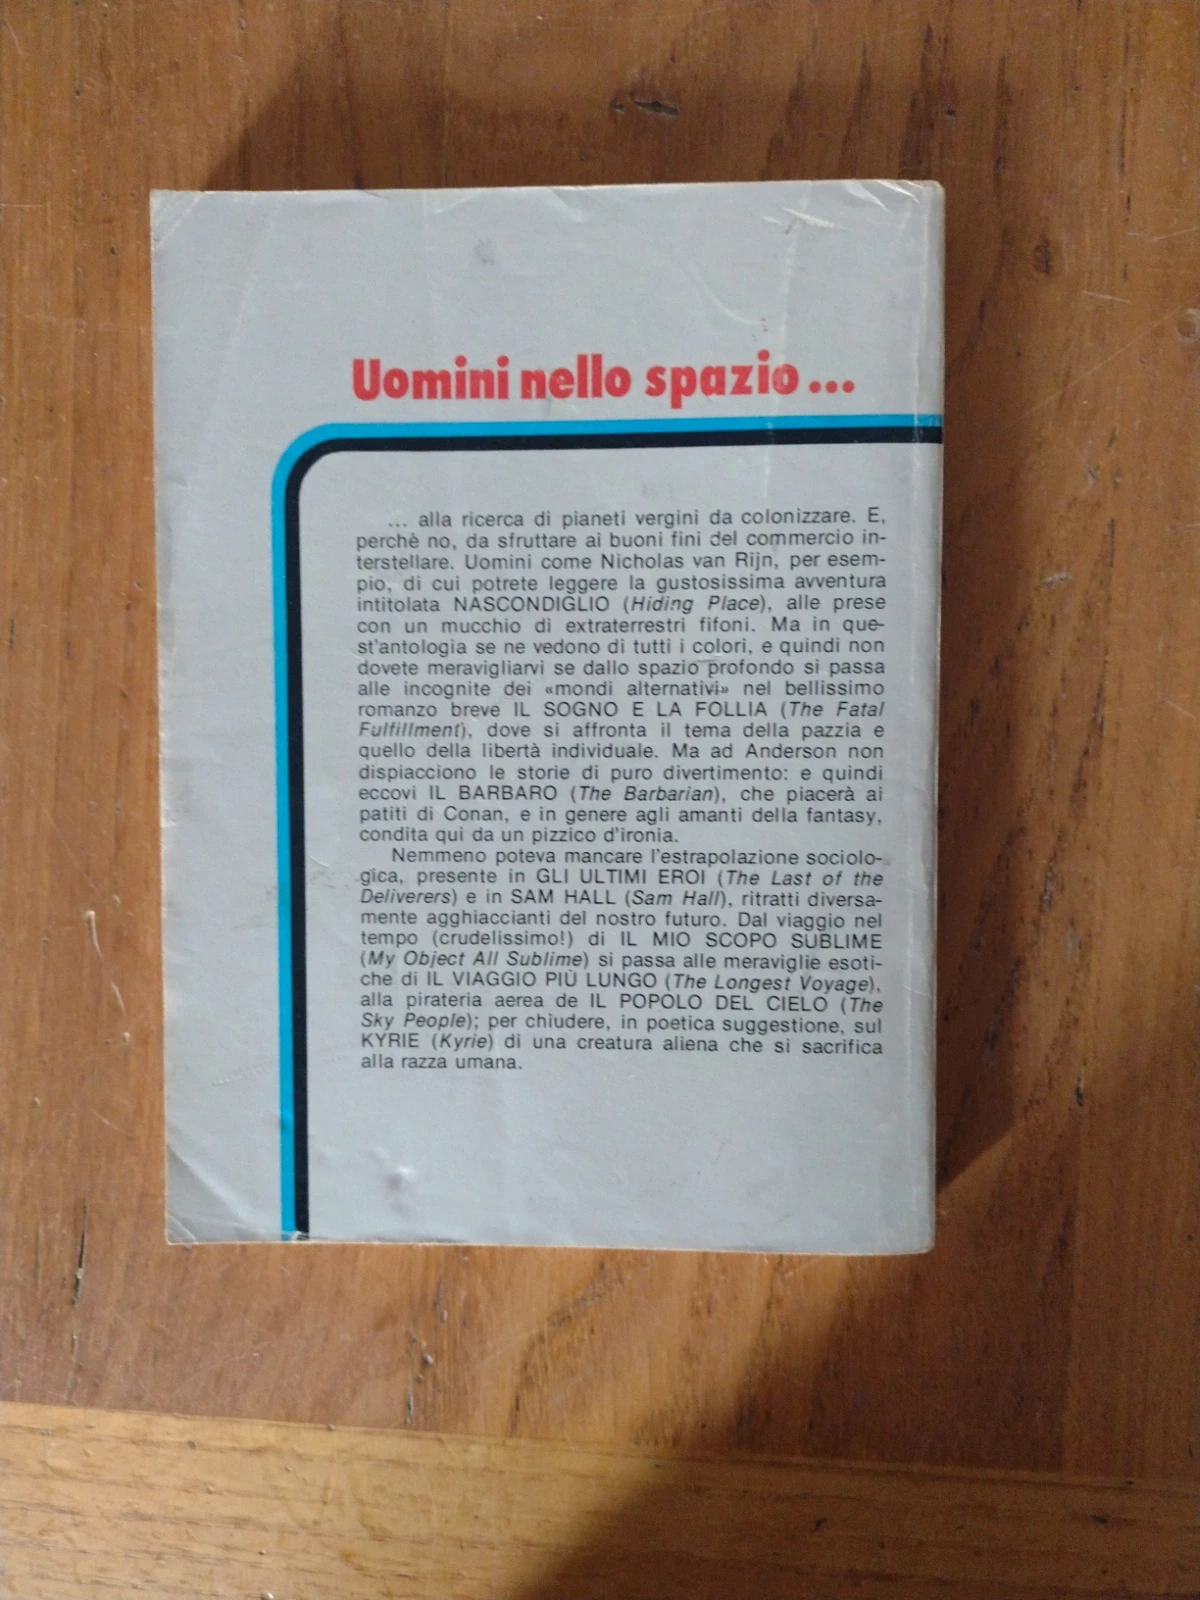 Uomini nello spazio...
... alla ricerca di pianeti vergini da colonizzare. E,
perchè no, da sfruttare ai buoni fini del commercio in-
terstellare. Uomini come Nicholas van Rijn, per esem-
pio, di cui potrete leggere la gustosissima avventura
intitolata NASCONDIGLIO (Hiding Place), alle prese
con un mucchio di extraterrestri fifoni. Ma in que-
st'antologia se ne vedono di tutti i colori, e quindi non
dovete meravigliarvi se dallo spazio profondo si passa
alle incognite dei «mondi alternativi» nel bellissimo
romanzo breve IL SOGNO E LA FOLLIA (The Fatal
Fulfillment), dove si affronta il tema della pazzia e
quello della libertà individuale. Ma ad Anderson non
dispiacciono le storie di puro divertimento: e quindi
eccovi IL BARBARO (The Barbarian), che piacerà ai
patiti di Conan, e in genere agli amanti della fantasy,
condita qui da un pizzico d'ironia.
Nemmeno poteva mancare l'estrapolazione sociolo-
gica, presente in GLI ULTIMI EROI (The Last of the
Deliverers) e in SAM HALL (Sam Hall), ritratti diversa-
mente agghiaccianti del nostro futuro. Dal viaggio nel
tempo (crudelissimo!) di IL MIO SCOPO SUBLIME
(My Object All Sublime) si passa alle meraviglie esoti-
che di IL VIAGGIO PIÙ LUNGO (The Longest Voyage),
alla pirateria aerea de IL POPOLO DEL CIELO (The
Sky People); per chiudere, in poetica suggestione, sul
KYRIE (Kyrie) di una creatura aliena che si sacrifica
alla razza umana.